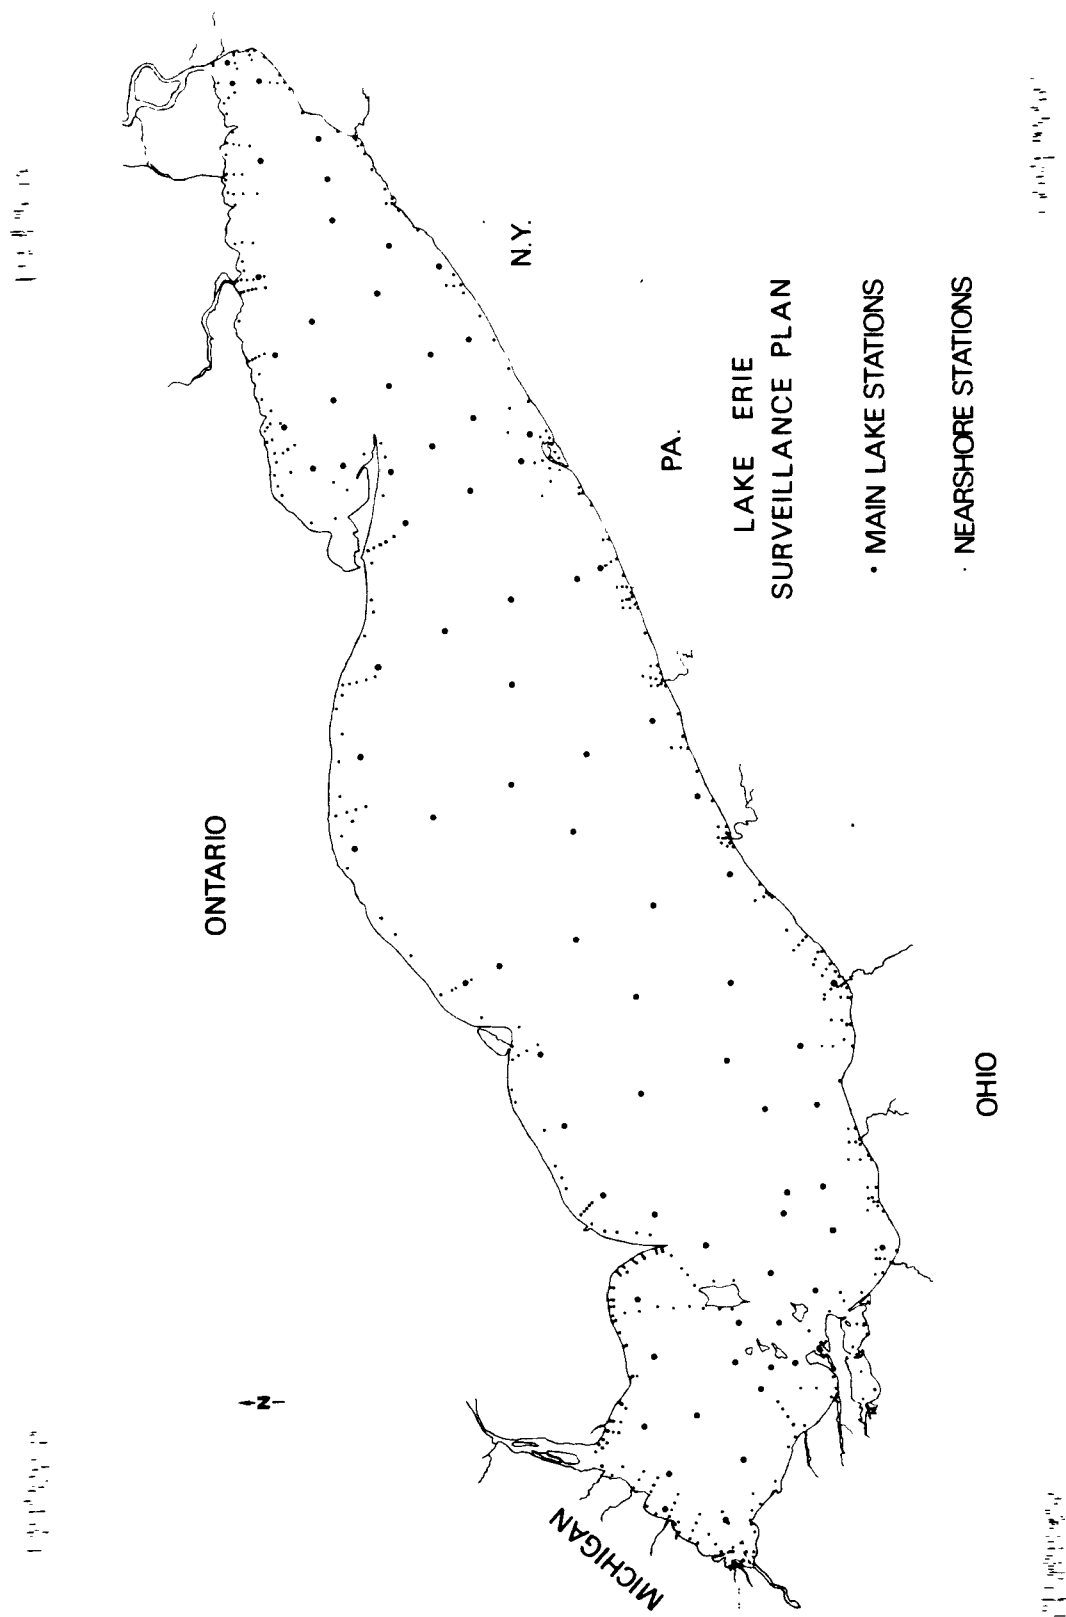 ONTARIO
MICHIGAN
N
N.Y.
PA.
OHIO
LAKE ERIE
SURVEILLANCE PLAN
• MAIN LAKE STATIONS
· NEARSHORE STATIONS